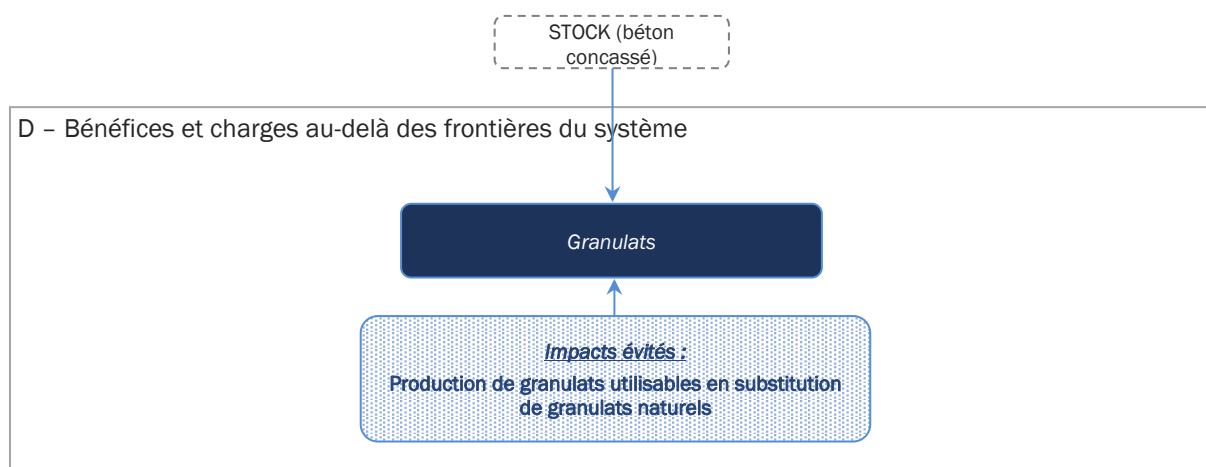 STOCK (béton
concassé)
D – Bénéfices et charges au-delà des frontières du système
Granulats
Impacts évités :
Production de granulats utilisables en substitution
de granulats naturels